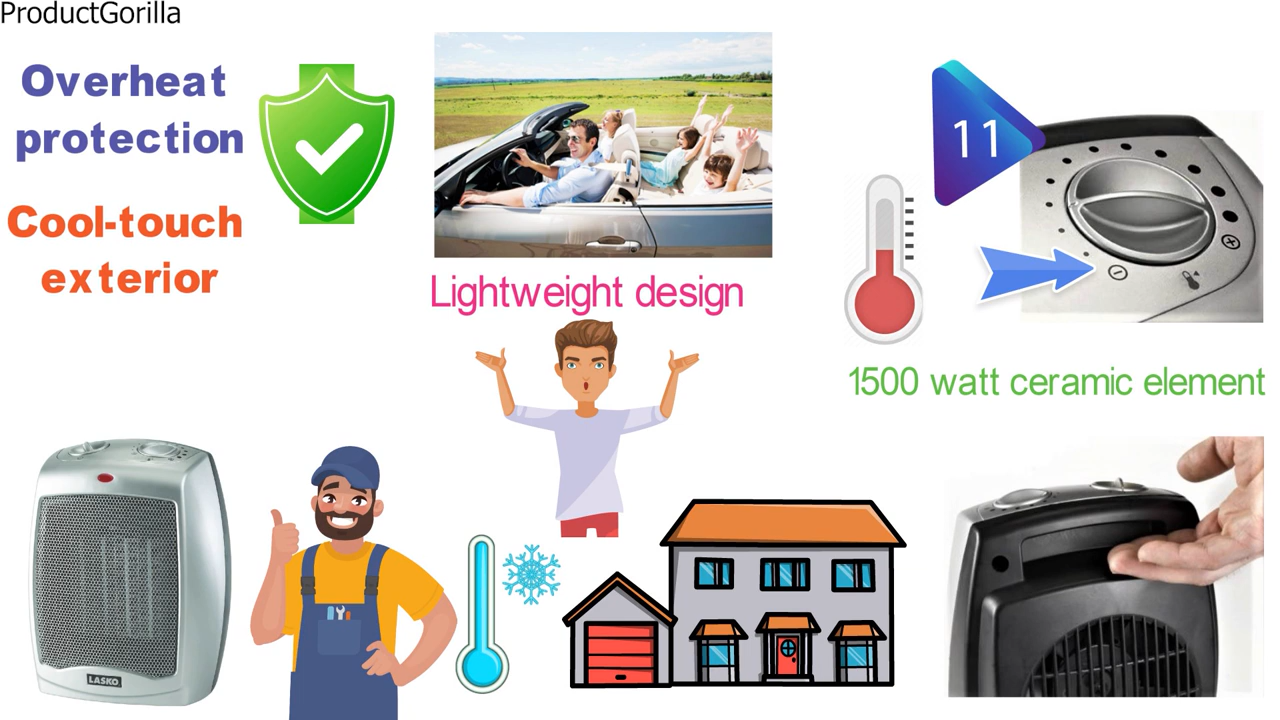 ProductGorilla
Overheat
protection
Cool-touch
exterior
Lightweight design
11
1500 watt ceramic element
LASKO